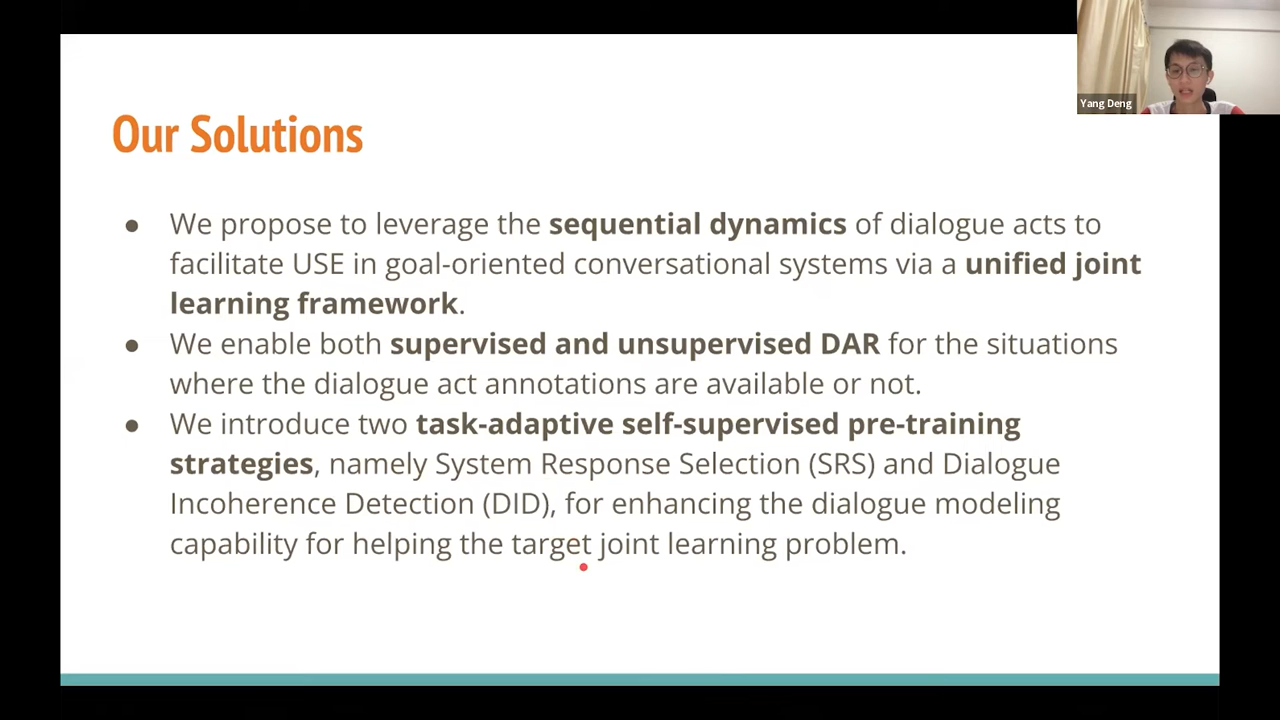 Yang Deng
Our Solutions
● We propose to leverage the sequential dynamics of dialogue acts to
facilitate USE in goal-oriented conversational systems via a unified joint
learning framework.
● We enable both supervised and unsupervised DAR for the situations
where the dialogue act annotations are available or not.
● We introduce two task-adaptive self-supervised pre-training
strategies, namely System Response Selection (SRS) and Dialogue
Incoherence Detection (DID), for enhancing the dialogue modeling
capability for helping the target joint learning problem.